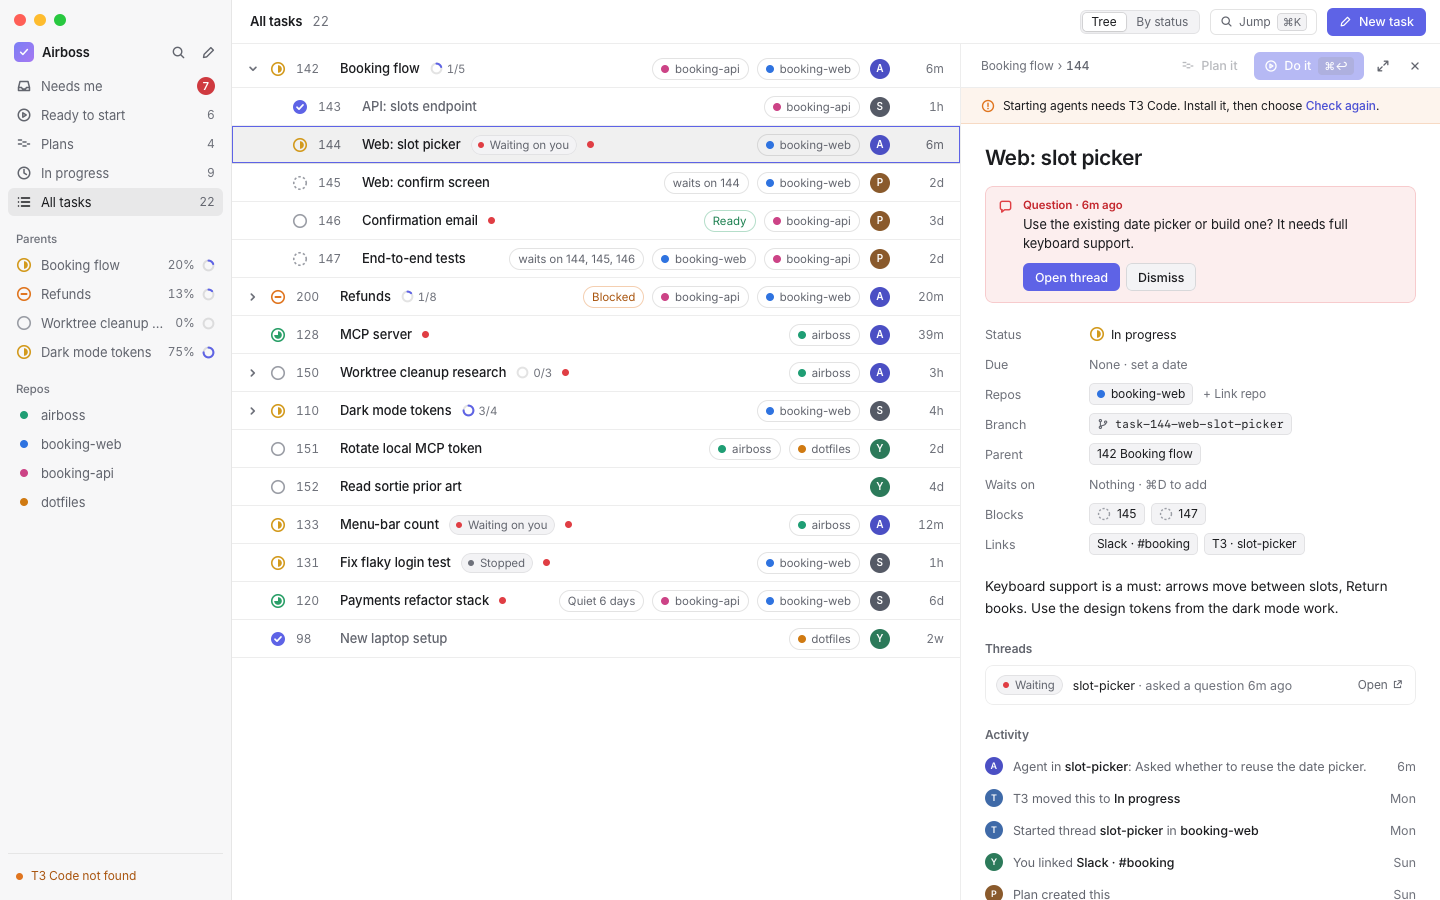 Airboss
Needs me 7
Ready to start 6
Plans 4
In progress 9
All tasks 22
Parents
Booking flow 20%
Refunds 13%
Worktree cleanup ... 0%
Dark mode tokens 75%
Repos
airboss
booking-web
booking-api
dotfiles
T3 Code not found
All tasks 22
Tree By status
Jump ⌘K
New task
142 Booking flow 1/5 booking-api booking-web A 6m
143 API: slots endpoint booking-api S 1h
144 Web: slot picker Waiting on you booking-web A 6m
145 Web: confirm screen waits on 144 booking-web P 2d
146 Confirmation email Ready booking-api P 3d
147 End-to-end tests waits on 144, 145, 146 booking-web booking-api P 2d
200 Refunds 1/8 Blocked booking-api booking-web A 20m
128 MCP server airboss A 39m
150 Worktree cleanup research 0/3 airboss A 3h
110 Dark mode tokens 3/4 booking-web S 4h
151 Rotate local MCP token airboss dotfiles Y 2d
152 Read sortie prior art Y 4d
133 Menu-bar count Waiting on you airboss A 12m
131 Fix flaky login test Stopped booking-web S 1h
120 Payments refactor stack Quiet 6 days booking-api booking-web S 6d
98 New laptop setup dotfiles Y 2w
Booking flow › 144 Plan it Do it ⌘↩
Starting agents needs T3 Code. Install it, then choose Check again.
Web: slot picker
Question · 6m ago
Use the existing date picker or build one? It needs full
keyboard support.
Open thread Dismiss
Status In progress
Due None · set a date
Repos booking-web + Link repo
Branch task-144-web-slot-picker
Parent 142 Booking flow
Waits on Nothing · ⌘D to add
Blocks 145 147
Links Slack · #booking T3 · slot-picker
Keyboard support is a must: arrows move between slots, Return
books. Use the design tokens from the dark mode work.
Threads
Waiting slot-picker · asked a question 6m ago Open
Activity
A Agent in slot-picker: Asked whether to reuse the date picker. 6m
T T3 moved this to In progress Mon
T Started thread slot-picker in booking-web Mon
Y You linked Slack · #booking Sun
P Plan created this Sun